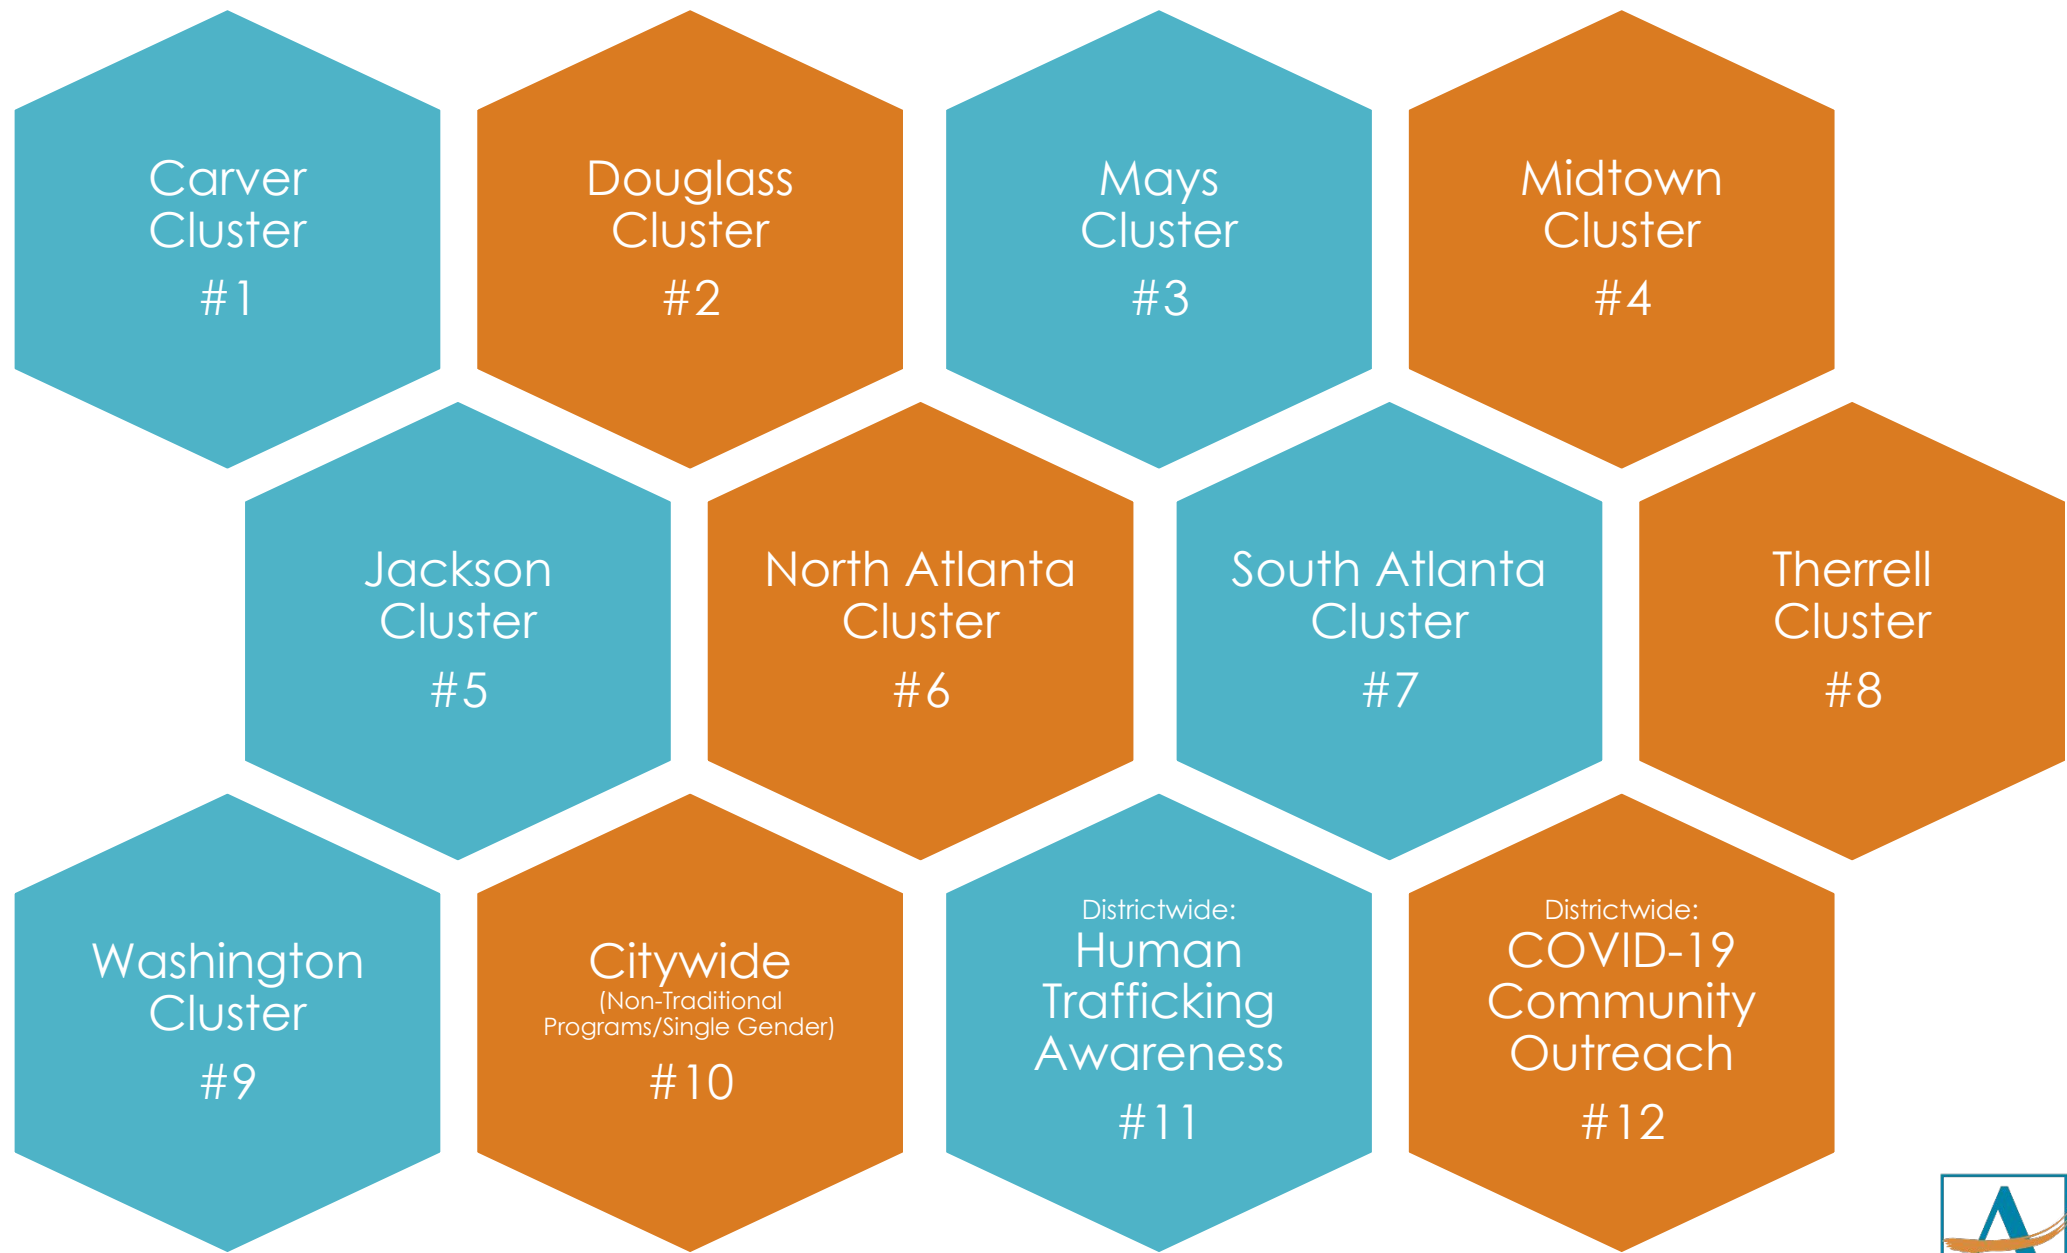 Carver
Cluster
#1
Douglass
Cluster
#2
Mays
Cluster
#3
Midtown
Cluster
#4
Jackson
Cluster
#5
North Atlanta
Cluster
#6
South Atlanta
Cluster
#7
Therrell
Cluster
#8
Washington
Cluster
#9
Citywide
(Non-Traditional
Programs/Single Gender)
#10
Districtwide:
Human
Trafficking
Awareness
#11
Districtwide:
COVID-19
Community
Outreach
#12
A